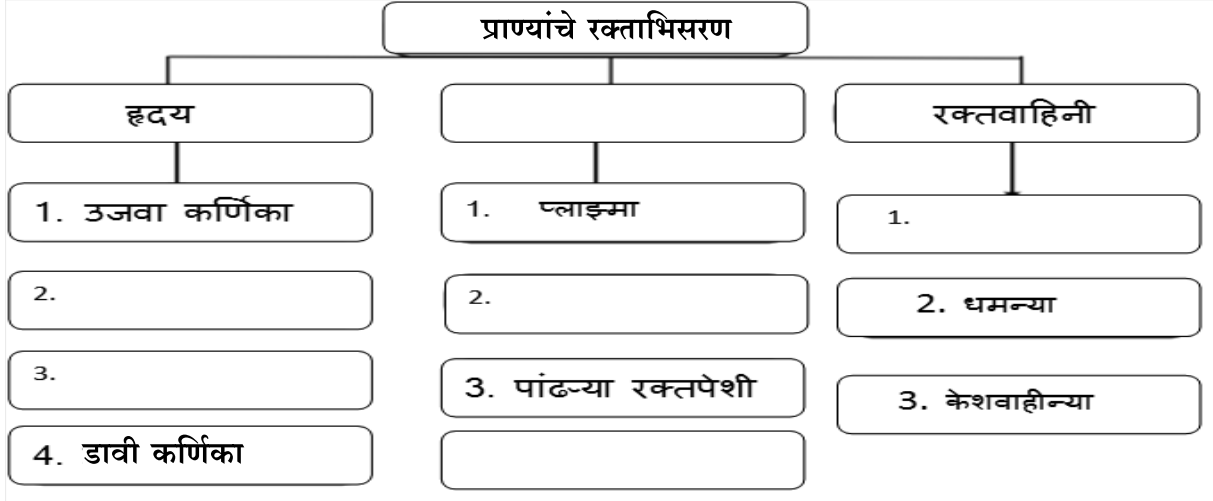 प्राण्यांचे रक्ताभिसरण
हृदय
रक्तवाहिनी
1. उजवा कर्णिका
1. प्लाझ्मा
1.
2.
2.
2. धमन्या
3.
3. पांढऱ्या रक्तपेशी
3. केशवाहीन्या
4. डावी कर्णिका